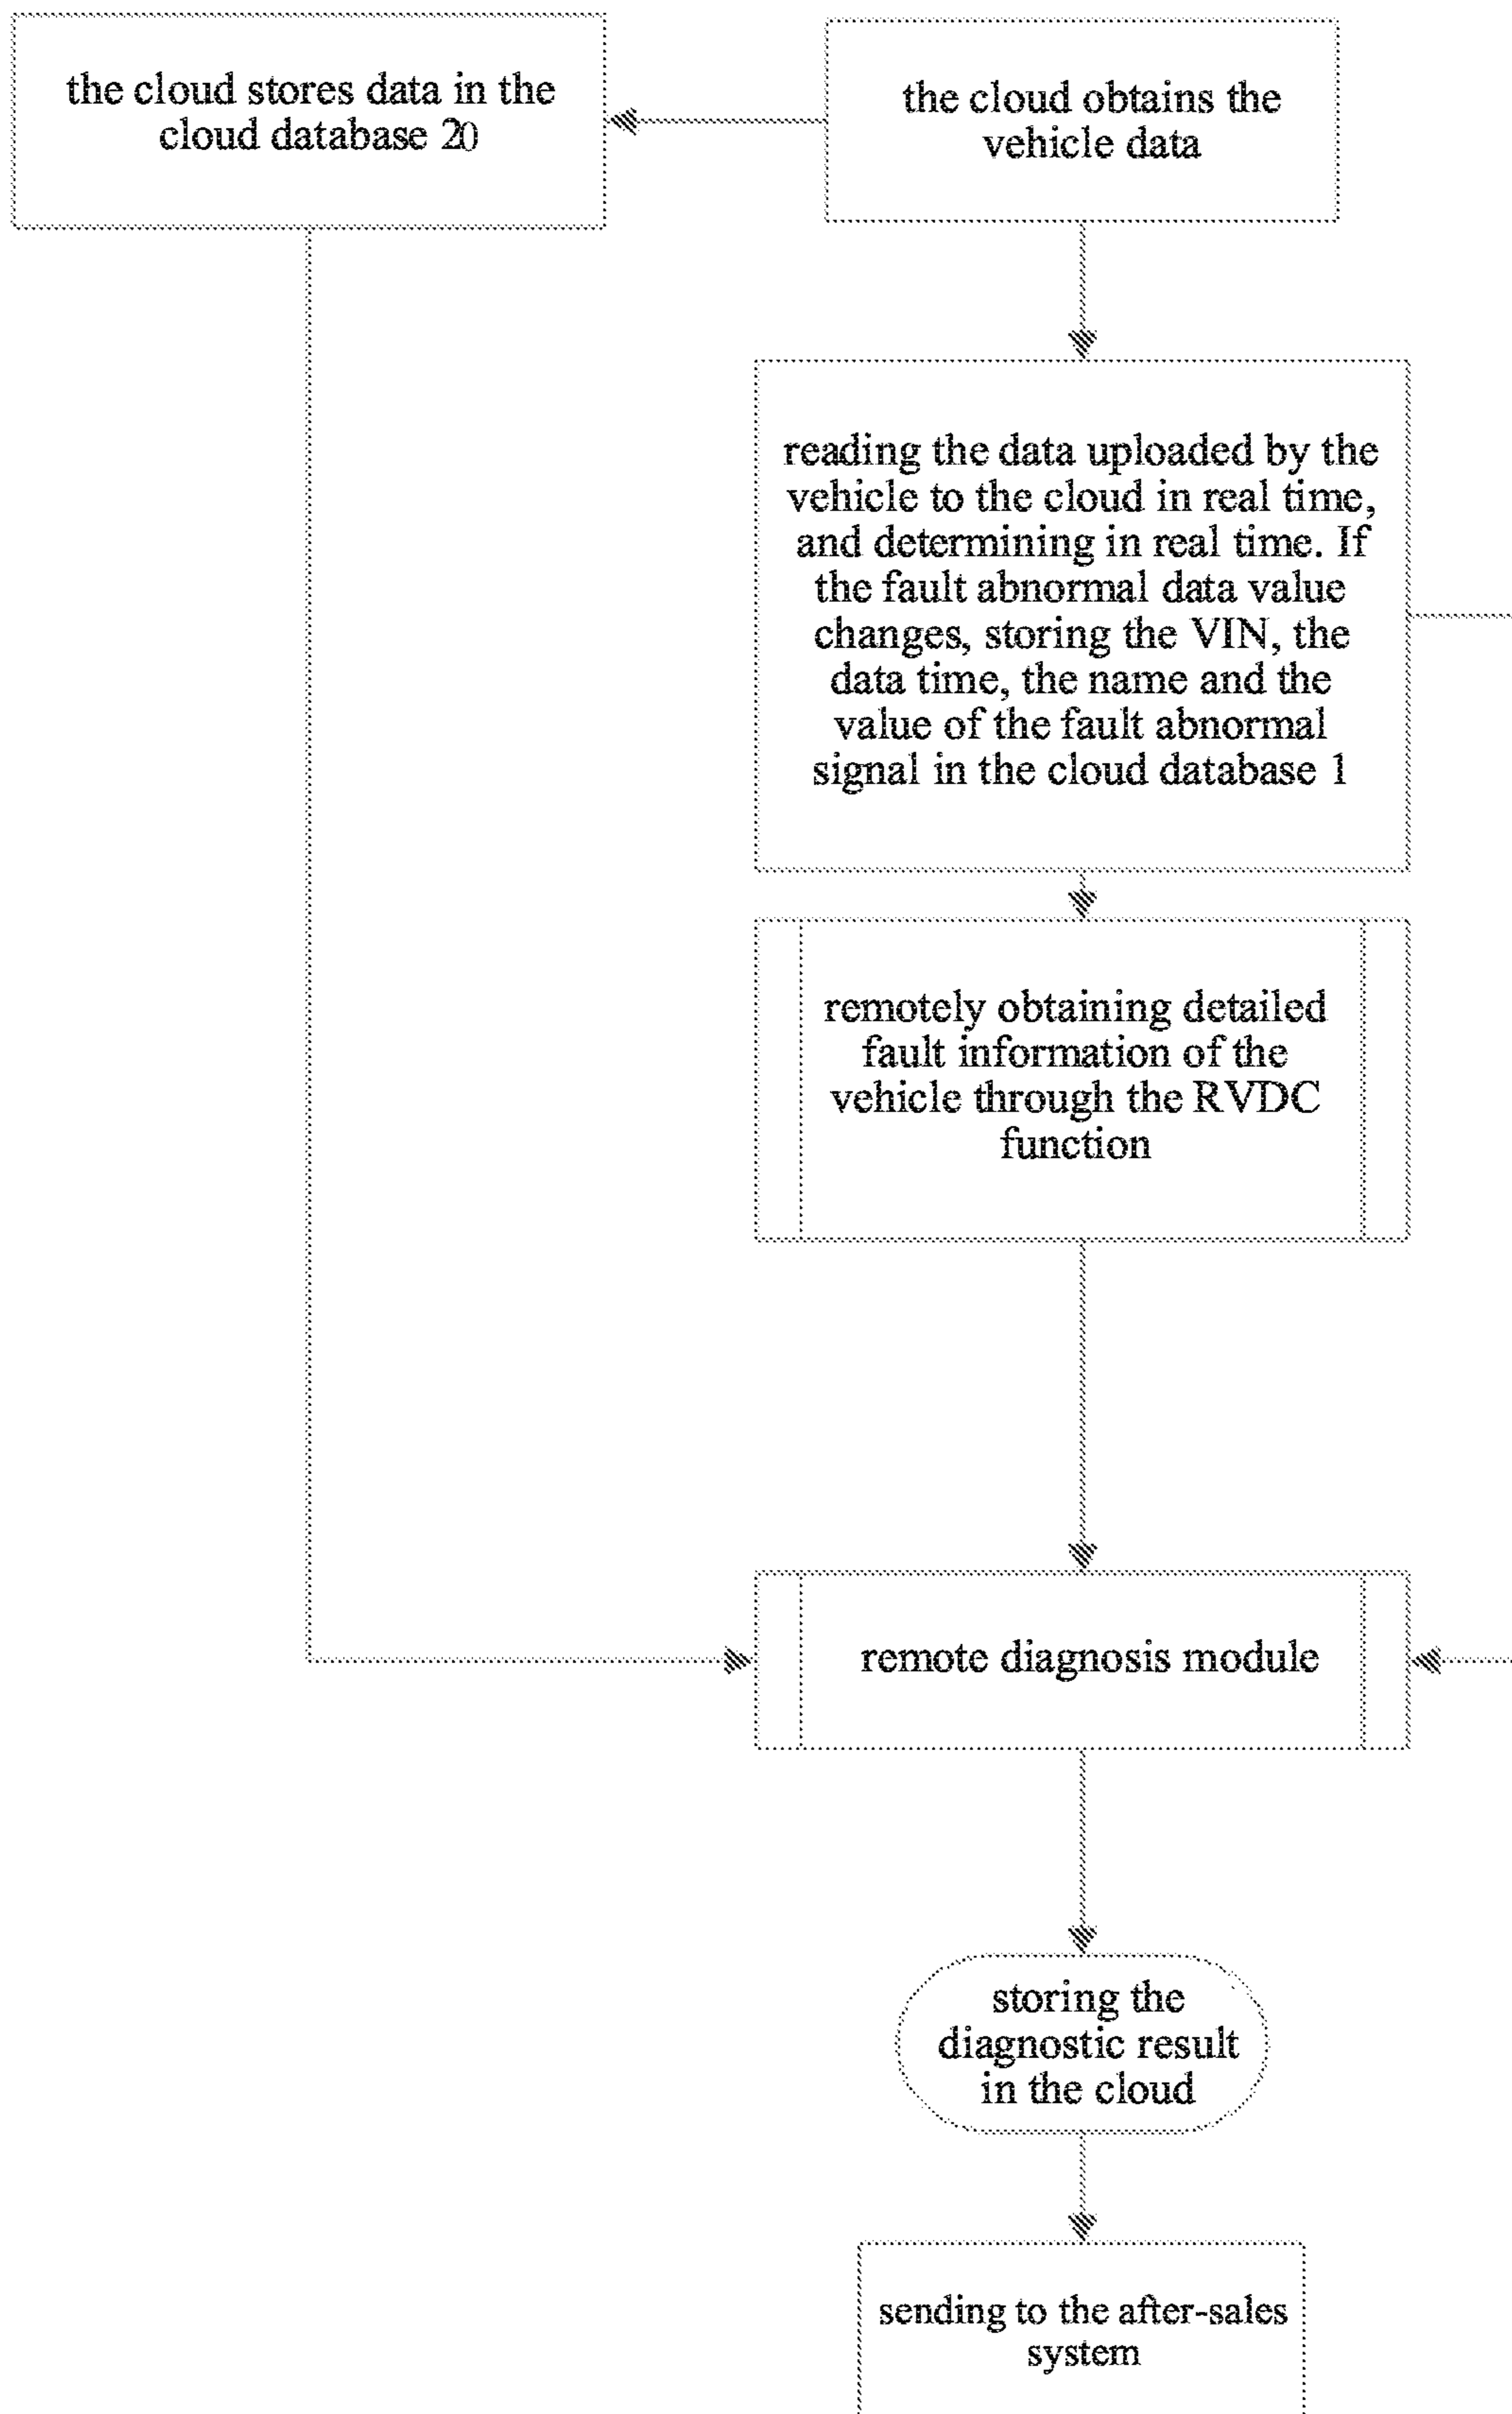 the cloud stores data in the
cloud database 20
the cloud obtains the
vehicle data
reading the data uploaded by the
vehicle to the cloud in real time,
and determining in real time. If
the fault abnormal data value
changes, storing the VIN, the
data time, the name and the
value of the fault abnormal
signal in the cloud database 1
remotely obtaining detailed
fault information of the
vehicle through the RVDC
function
remote diagnosis module
storing the
diagnostic result
in the cloud
sending to the after-sales
system